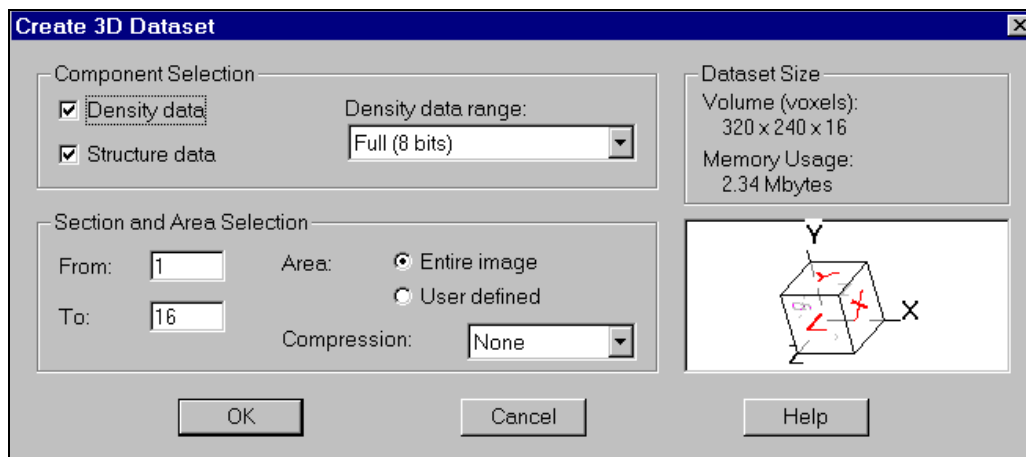 Create 3D Dataset
Component Selection
Density data
Structure data
Density data range:
Full (8 bits)
Dataset Size
Volume (voxels):
320 x 240 x 16
Memory Usage:
2.34 Mbytes
Section and Area Selection
From: 1
To: 16
Area:
Entire image
User defined
Compression: None
Y
Y
X
Z
X
Z
OK
Cancel
Help